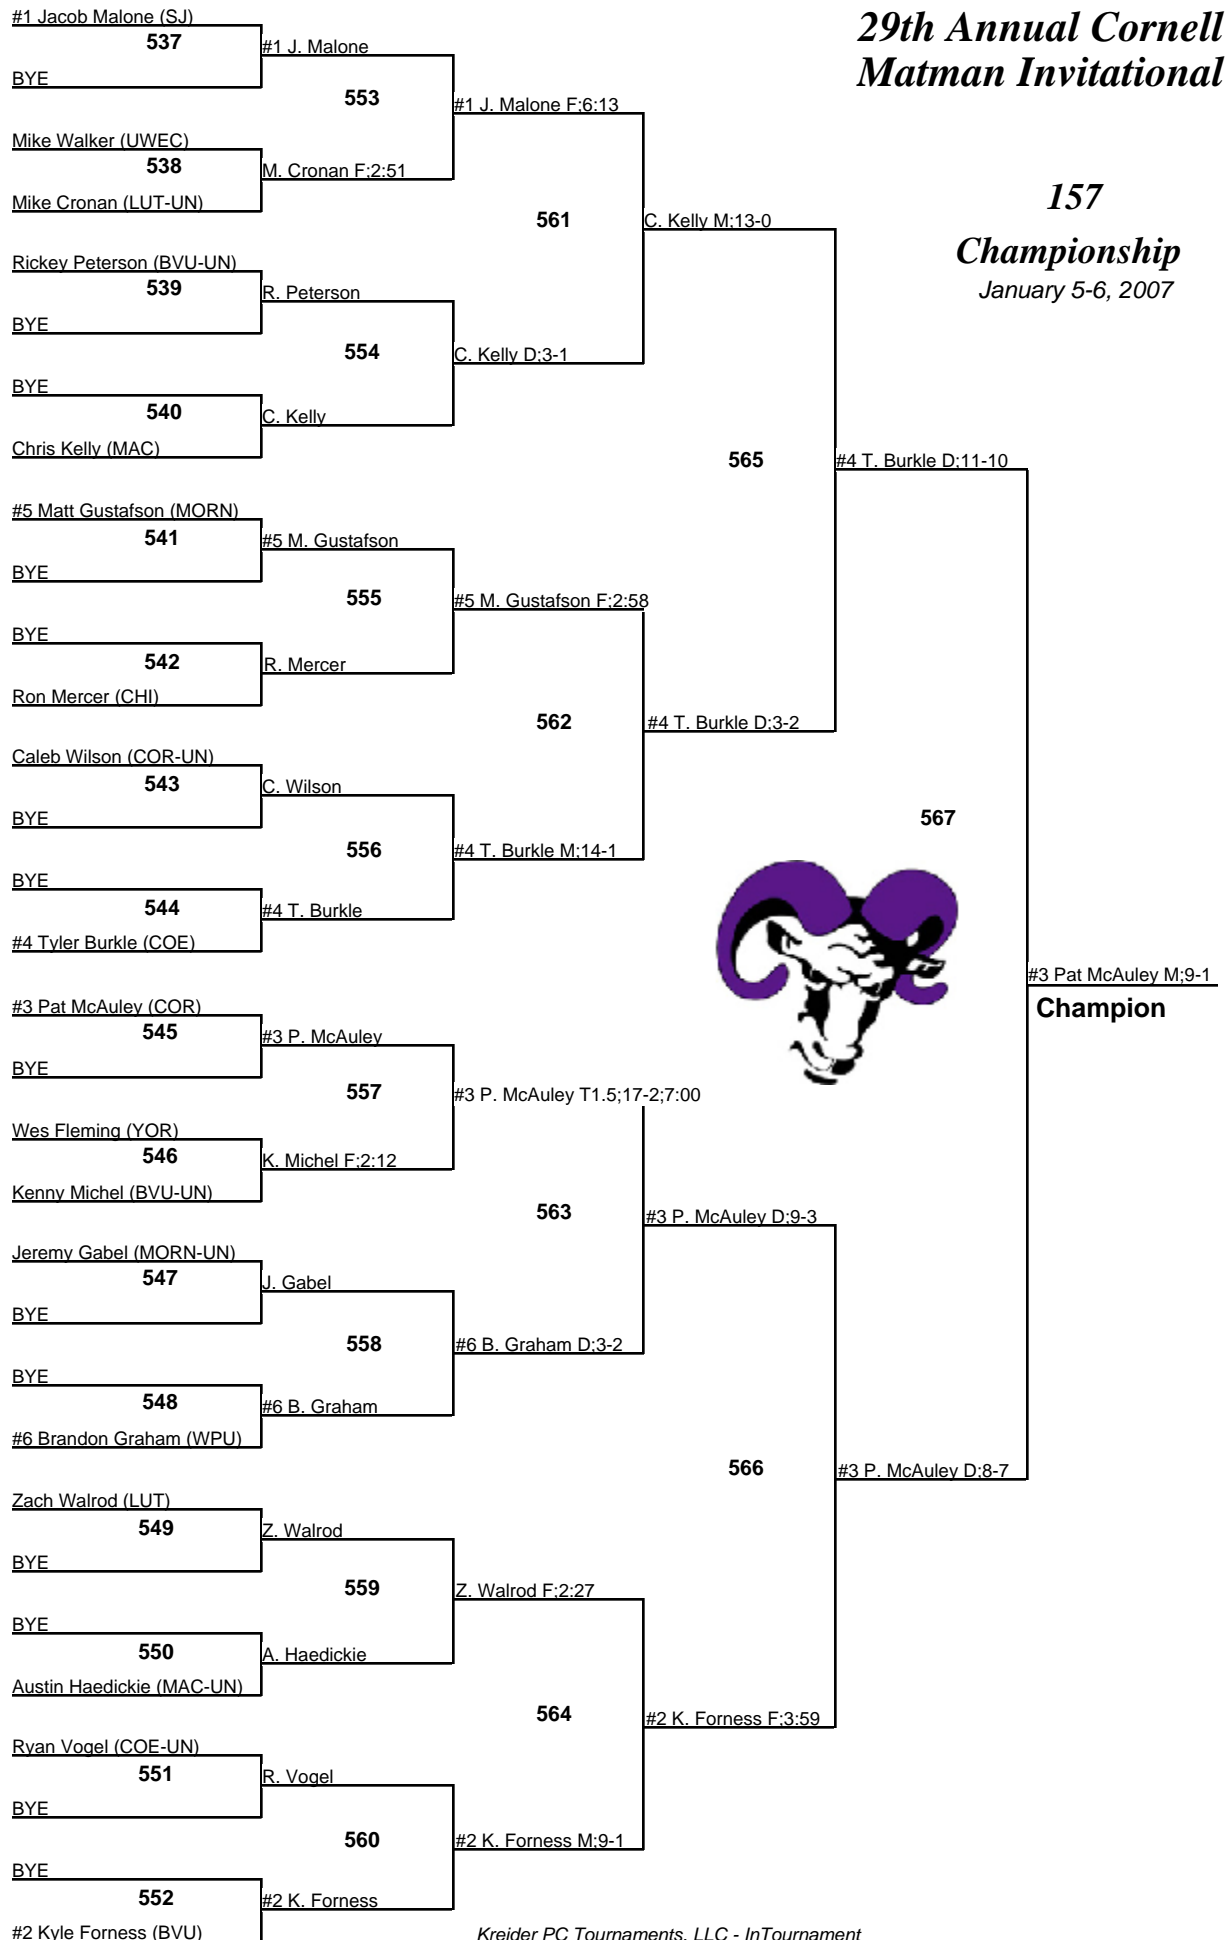 29th Annual Cornell
Matman Invitational
157
Championship
January 5-6, 2007
#1 Jacob Malone (SJ)
537
BYE
Mike Walker (UWEC)
538
Mike Cronan (LUT-UN)
Rickey Peterson (BVU-UN)
539
BYE
BYE
540
Chris Kelly (MAC)
#5 Matt Gustafson (MORN)
541
BYE
BYE
542
Ron Mercer (CHI)
Caleb Wilson (COR-UN)
543
BYE
BYE
544
#4 Tyler Burkle (COE)
#3 Pat McAuley (COR)
545
BYE
Wes Fleming (YOR)
546
Kenny Michel (BVU-UN)
Jeremy Gabel (MORN-UN)
547
BYE
BYE
548
#6 Brandon Graham (WPU)
Zach Walrod (LUT)
549
BYE
BYE
550
Austin Haedickie (MAC-UN)
Ryan Vogel (COE-UN)
551
BYE
BYE
552
#2 Kyle Forness (BVU)
#1 J. Malone
553
M. Cronan F;2:51
R. Peterson
554
C. Kelly
#5 M. Gustafson
555
R. Mercer
C. Wilson
556
#4 T. Burkle
#3 P. McAuley
557
K. Michel F;2:12
J. Gabel
558
#6 B. Graham
Z. Walrod
559
A. Haedickie
R. Vogel
560
#2 K. Forness
#1 J. Malone F;6:13
561
C. Kelly D;3-1
#5 M. Gustafson F;2:58
562
#4 T. Burkle M;14-1
#3 P. McAuley T1.5;17-2;7:00
563
#6 B. Graham D;3-2
Z. Walrod F;2:27
564
#2 K. Forness M;9-1
C. Kelly M;13-0
565
#4 T. Burkle D;3-2
#3 P. McAuley D;9-3
566
#2 K. Forness F;3:59
#4 T. Burkle D;11-10
567
#3 P. McAuley D;8-7
#3 Pat McAuley M;9-1
Champion
Kreider PC Tournaments, LLC - InTournament